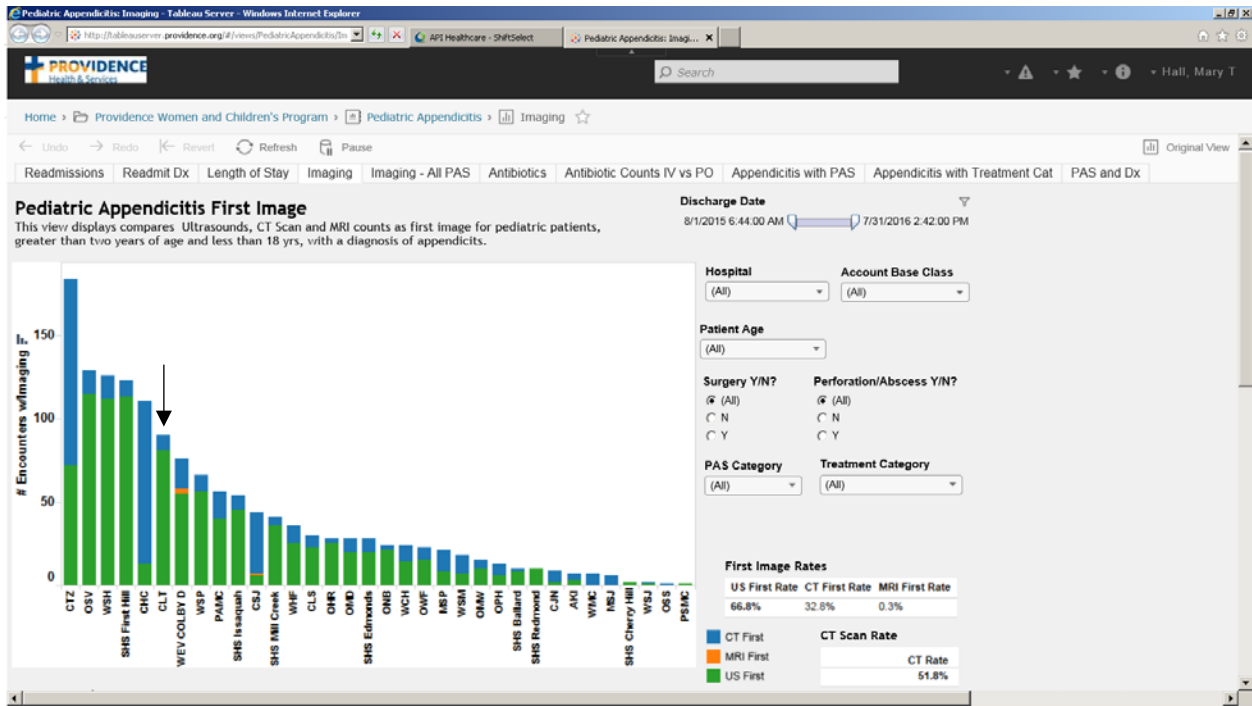 Pediatric Appendicitis: Imaging - Tableau Server - Windows Internet Explorer
http://tableauserver.providence.org/#/views/PediatricAppendicitis/Im
API Healthcare - ShiftSelect
Pediatric Appendicitis: Imagi...
PROVIDENCE
Health & Services
Search
Hall, Mary T
Home › Providence Women and Children's Program › Pediatric Appendicitis › Imaging
Undo Redo Revert Refresh Pause Original View
Readmissions Readmit Dx Length of Stay Imaging Imaging - All PAS Antibiotics Antibiotic Counts IV vs PO Appendicitis with PAS Appendicitis with Treatment Cat PAS and Dx
Pediatric Appendicitis First Image
This view displays compares Ultrasounds, CT Scan and MRI counts as first image for pediatric patients,
greater than two years of age and less than 18 yrs, with a diagnosis of appendicits.
Discharge Date
8/1/2015 6:44:00 AM 7/31/2016 2:42:00 PM
Hospital Account Base Class
(All) (All)
Patient Age
(All)
Surgery Y/N? Perforation/Abscess Y/N?
(All) (All)
N N
Y Y
PAS Category Treatment Category
(All) (All)
First Image Rates
US First Rate CT First Rate MRI First Rate
66.8% 32.8% 0.3%
CT First
MRI First
US First
CT Scan Rate
CT Rate
51.8%
# Encounters w/Imaging
150
100
50
0
CTZ
OSV
WSH
SHS First Hill
CHC
CLT
WEV COLBY D
WSP
PAMC
SHS Issaquah
CSJ
SHS Mill Creek
WHF
CLS
OHR
OMD
SHS Edmonds
ONB
WCH
OWF
MSP
WSM
OMW
OPH
SHS Ballard
SHS Redmond
CJN
AKI
WMC
MSJ
SHS Cherry Hill
WSJ
OSS
PSMC